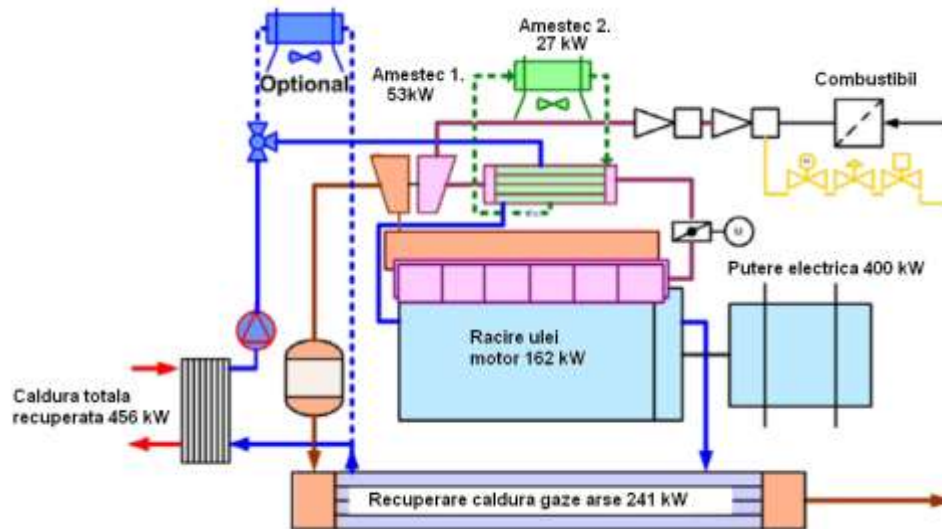 Optional
Amestec 2.
27 kW
Amestec 1.
53kW
Combustibil
Putere electrica 400 kW
Racire ulei
motor 162 kW
Caldura totala
recuperata 456 kW
Recuperare caldura gaze arse 241 kW